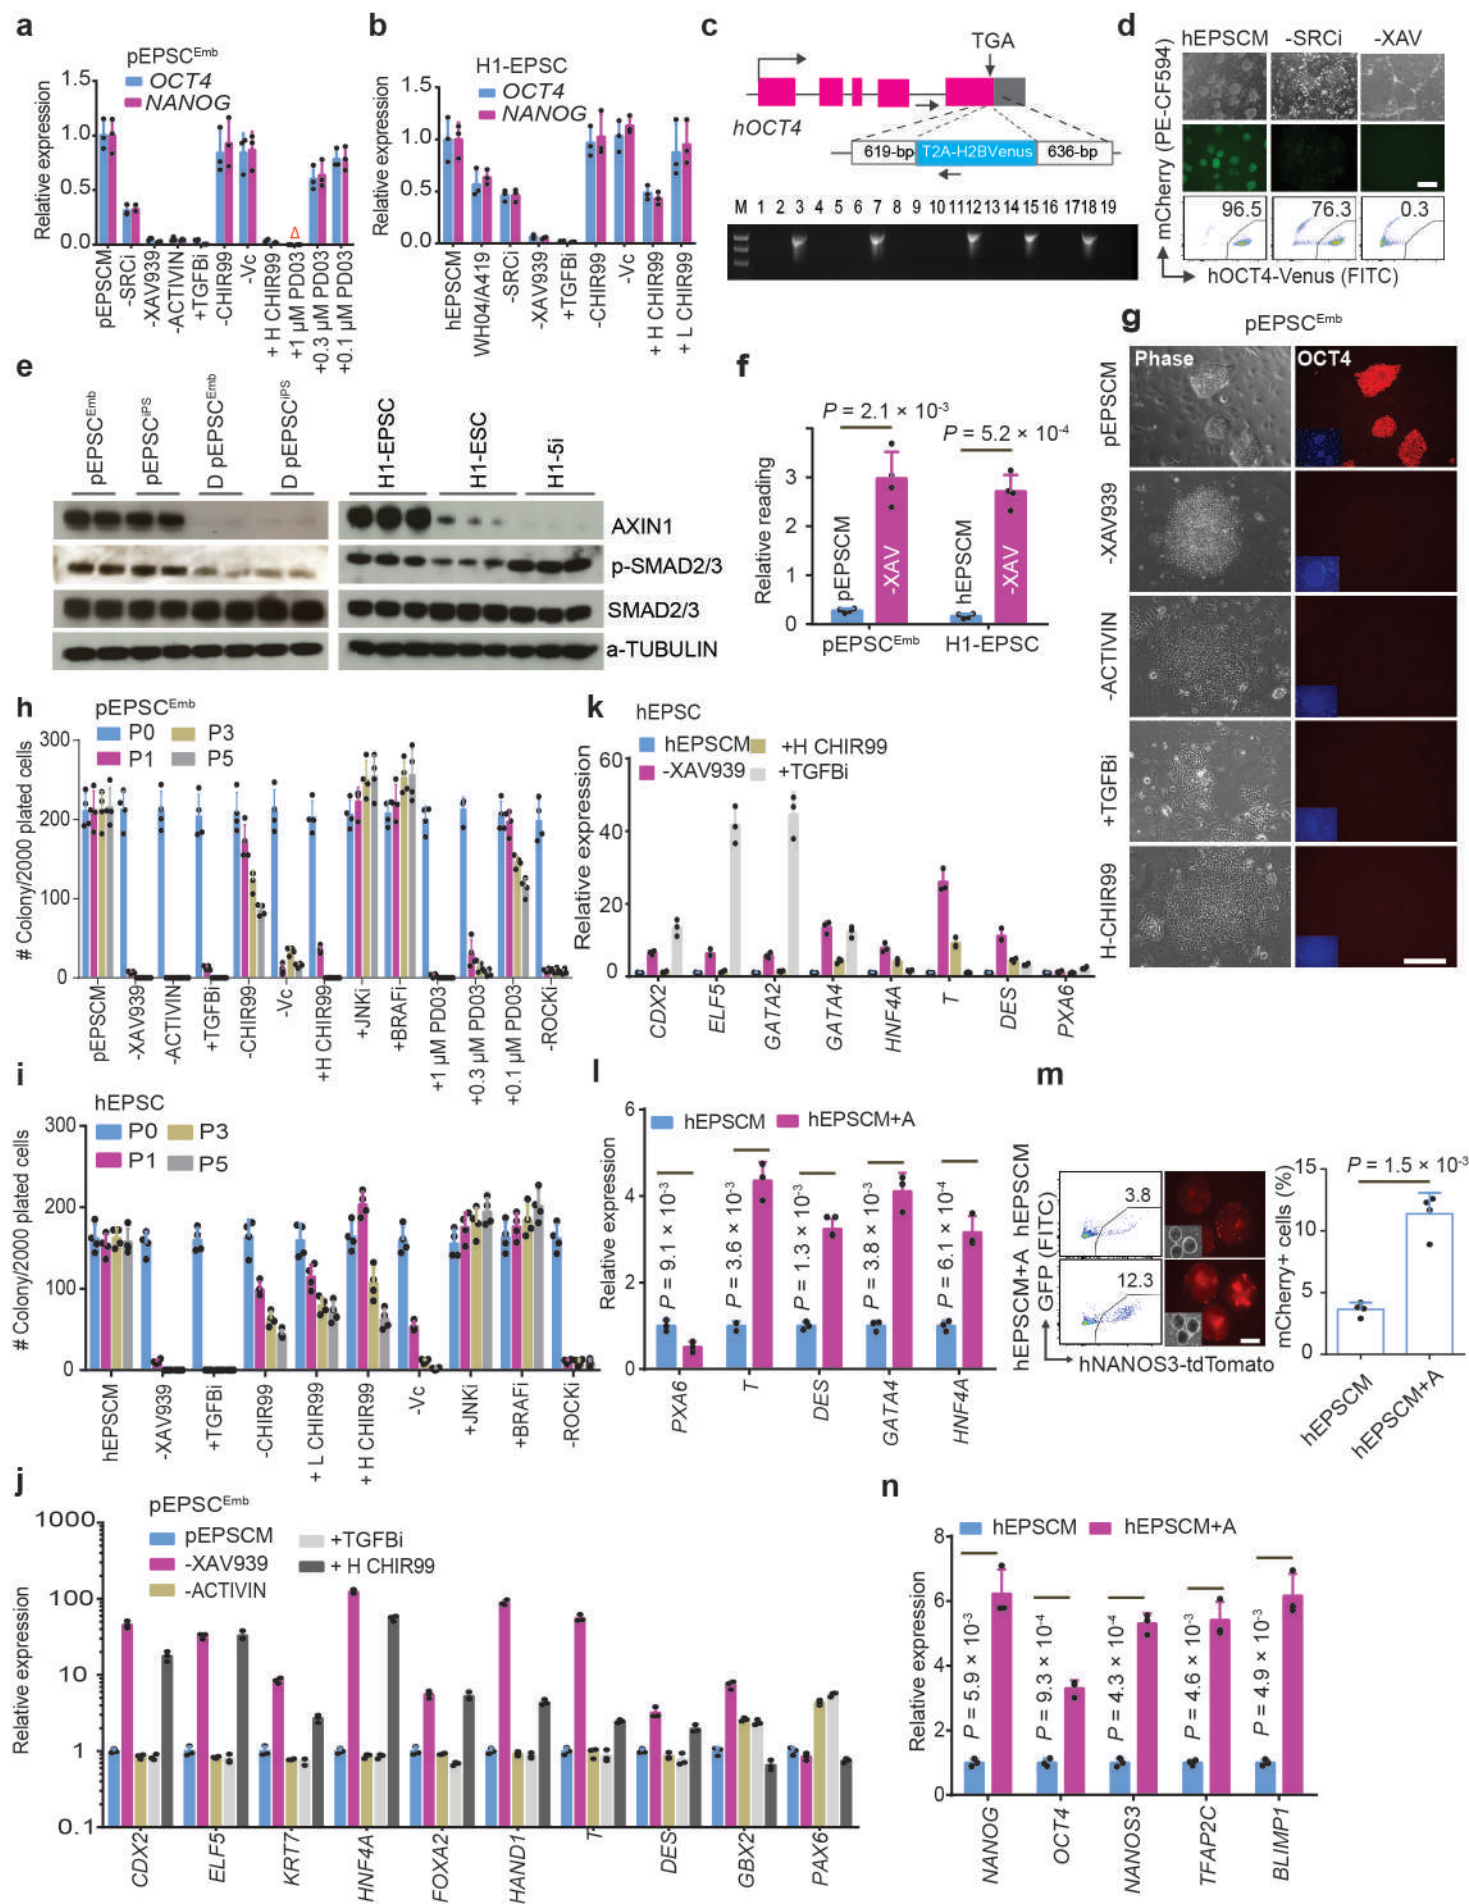 a
pEPSCEmb
OCT4
NANOG
Relative expression
1.5
1.0
0.5
0.0
Δ
pEPSCM
-SRCi
-XAV939
-ACTIVIN
+TGFBi
-CHIR99
-Vc
+ H CHIR99
+1 µM PD03
+0.3 µM PD03
+0.1 µM PD03
b
H1-EPSC
OCT4
NANOG
Relative expression
1.5
1.0
0.5
0.0
hEPSCM
WH04/A419
-SRCi
-XAV939
+TGFBi
-CHIR99
-Vc
+ H CHIR99
+ L CHIR99
c
TGA
hOCT4
619-bp T2A-H2BVenus 636-bp
M 1 2 3 4 5 6 7 8 9 10 11 12 13 14 15 16 17 18 19
d
hEPSCM -SRCi -XAV
mCherry (PE-CF594)
96.5 76.3 0.3
hOCT4-Venus (FITC)
e
pEPSCEmb
pEPSCiPS
D pEPSCEmb
D pEPSCiPS
H1-EPSC
H1-ESC
H1-5i
AXIN1
p-SMAD2/3
SMAD2/3
a-TUBULIN
f
P = 2.1 × 10-3
P = 5.2 × 10-4
Relative reading
3
2
1
0
pEPSCM
-XAV
hEPSCM
-XAV
pEPSCEmb H1-EPSC
g
pEPSCEmb
Phase OCT4
pEPSCM
-XAV939
-ACTIVIN
+TGFBi
H-CHIR99
h
pEPSCEmb
P0 P3
P1 P5
# Colony/2000 plated cells
300
200
100
0
pEPSCM
-XAV939
-ACTIVIN
+TGFBi
-CHIR99
-Vc
+H CHIR99
+JNKi
+BRAFi
+1 µM PD03
+0.3 µM PD03
+0.1 µM PD03
-ROCKi
k
hEPSC
hEPSCM +H CHIR99
-XAV939 +TGFBi
Relative expression
60
40
20
10
0
CDX2
ELF5
GATA2
GATA4
HNF4A
T
DES
PXA6
i
hEPSC
P0 P3
P1 P5
# Colony/2000 plated cells
300
200
100
0
hEPSCM
-XAV939
+TGFBi
-CHIR99
+ L CHIR99
+ H CHIR99
-Vc
+JNKi
+BRAFi
-ROCKi
l
hEPSCM hEPSCM+A
Relative expression
6
4
2
0
P = 9.1 × 10-3
P = 3.6 × 10-3
P = 1.3 × 10-3
P = 3.8 × 10-3
P = 6.1 × 10-4
PXA6
T
DES
GATA4
HNF4A
m
hEPSCM+A hEPSCM
GFP (FITC)
3.8
12.3
hNANOS3-tdTomato
mCherry+ cells (%)
15
10
5
0
P = 1.5 × 10-3
hEPSCM
hEPSCM+A
j
pEPSCEmb
pEPSCM +TGFBi
-XAV939 + H CHIR99
-ACTIVIN
Relative expression
1000
100
10
1
0.1
CDX2
ELF5
KRT7
HNF4A
FOXA2
HAND1
T
DES
GBX2
PAX6
n
hEPSCM hEPSCM+A
Relative expression
8
6
4
2
0
P = 5.9 × 10-3
P = 9.3 × 10-4
P = 4.3 × 10-4
P = 4.6 × 10-3
P = 4.9 × 10-3
NANOG
OCT4
NANOS3
TFAP2C
BLIMP1